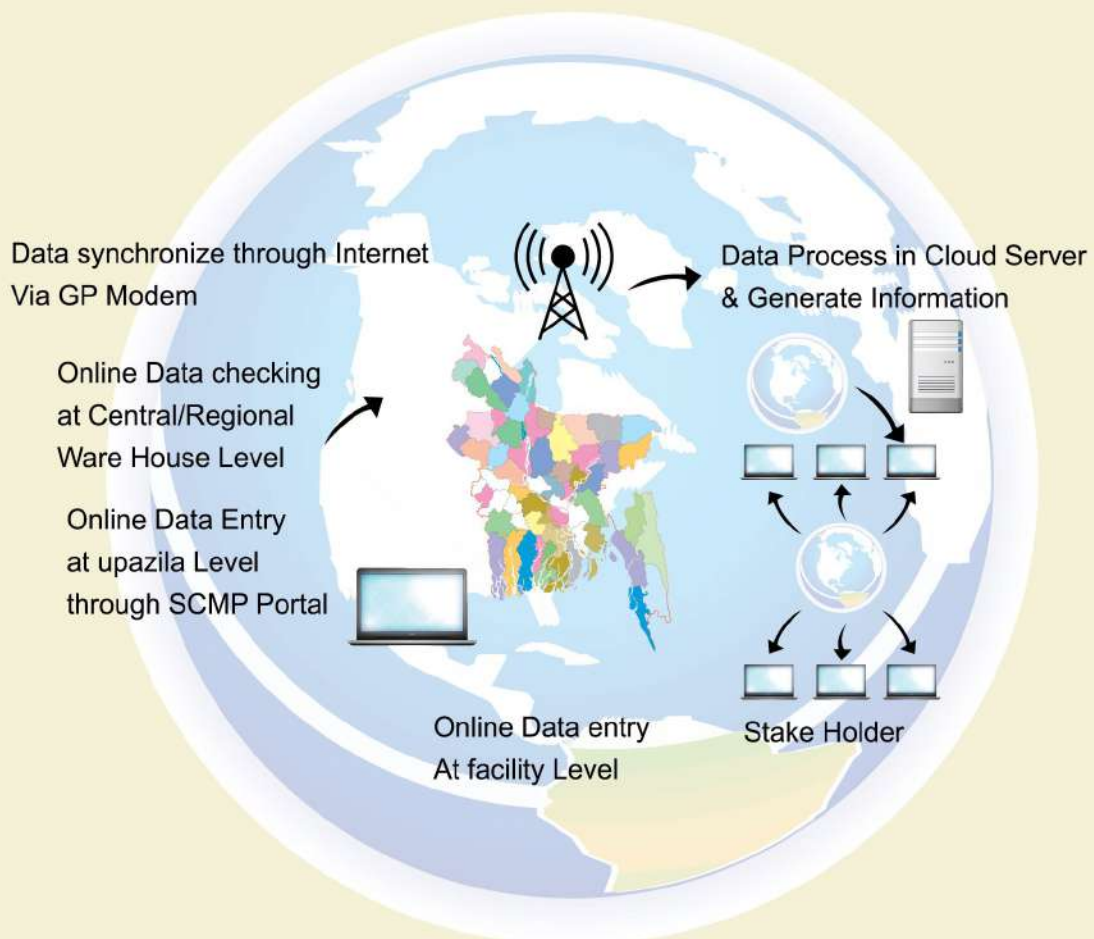 Data synchronize through Internet
Via GP Modem
Data Process in Cloud Server
& Generate Information
Online Data checking
at Central/Regional
Ware House Level
Online Data Entry
at upazila Level
through SCMP Portal
Online Data entry
At facility Level
Stake Holder